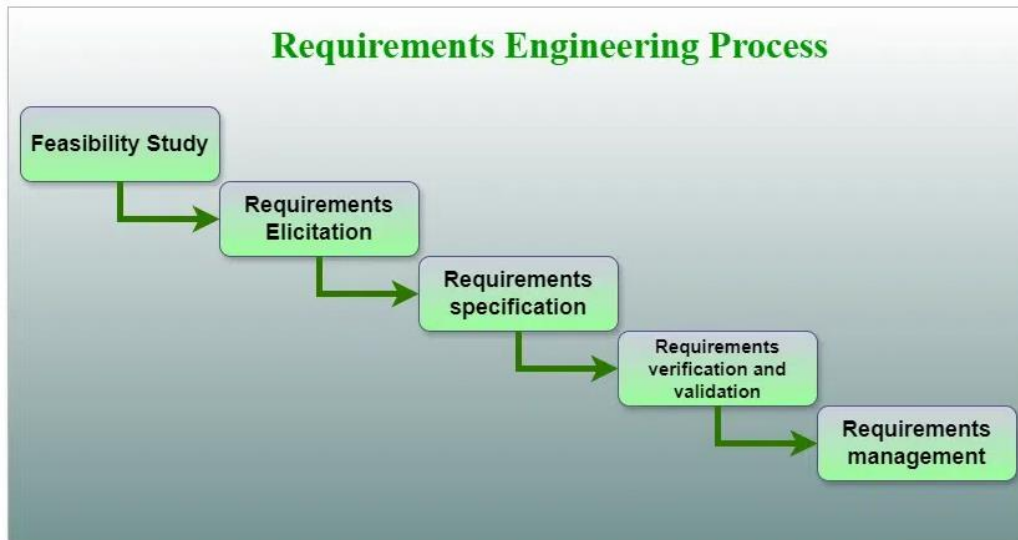 Requirements Engineering Process
Feasibility Study
Requirements
Elicitation
Requirements
specification
Requirements
verification and
validation
Requirements
management